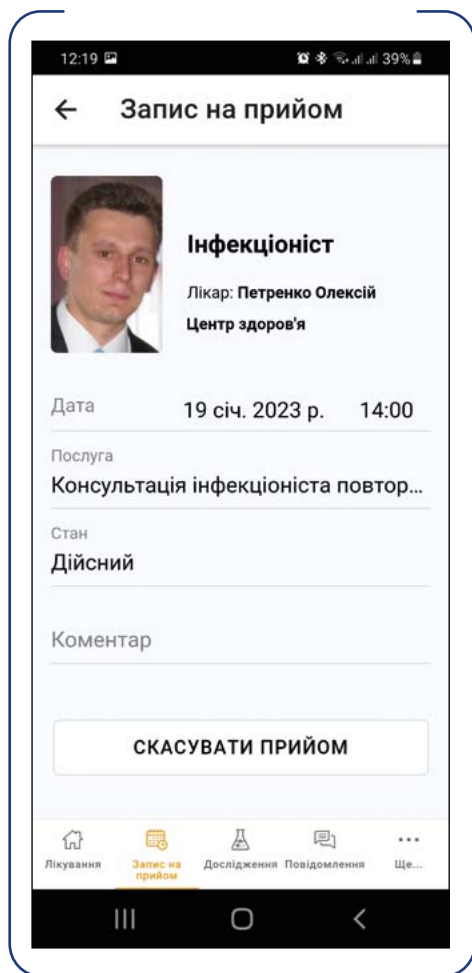 12:19 39%
Запис на прийом
Інфекціоніст
Лікар: Петренко Олексій
Центр здоров'я
Дата 19 січ. 2023 р. 14:00
Послуга
Консультація інфекціоніста повтор...
Стан
Дійсний
Коментар
СКАСУВАТИ ПРИЙОМ
Лікування Запис на прийом Дослідження Повідомлення Ще...